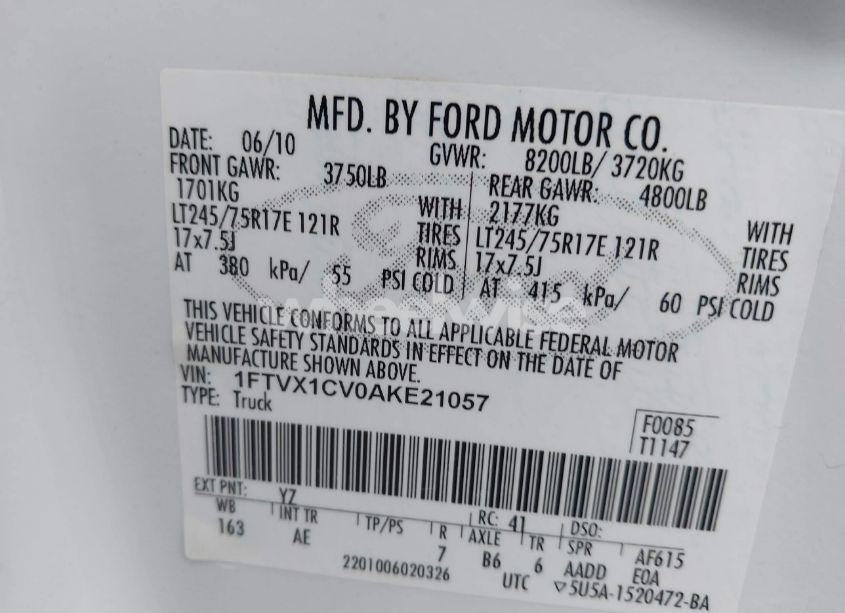 MFD. BY FORD MOTOR CO.
DATE: 06/10 GVWR: 8200LB/ 3720KG
FRONT GAWR: 3750LB REAR GAWR: 4800LB
1701KG WITH 2177KG WITH
LT245/75R17E 121R TIRES LT245/75R17E 121R TIRES
17x7.5J RIMS 17x7.5J RIMS
AT 380 kPa/ 55 PSI COLD AT 415 kPa/ 60 PSI COLD
THIS VEHICLE CONFORMS TO ALL APPLICABLE FEDERAL MOTOR
VEHICLE SAFETY STANDARDS IN EFFECT ON THE DATE OF
MANUFACTURE SHOWN ABOVE.
VIN: 1FTVX1CV0AKE21057
TYPE: Truck
F0085
T1147
EXT PNT: YZ RC: 41 DSO:
WB INT TR TP/PS R AXLE TR SPR AF615
163 AE 7 B6 6 AADD E0A
2201006020326 UTC ▽5U5A-1520472-BA